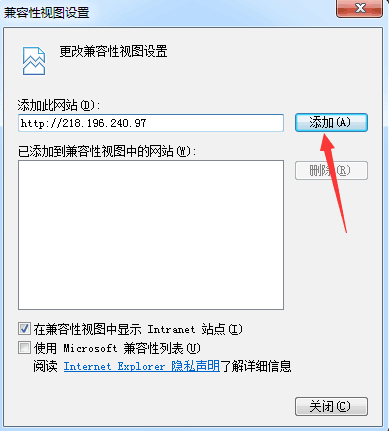 兼容性视图设置
更改兼容性视图设置
添加此网站(D):
http://218.196.240.97
添加(A)
已添加到兼容性视图中的网站(W):
删除(R)
在兼容性视图中显示 Intranet 站点(I)
使用 Microsoft 兼容性列表(U)
阅读 Internet Explorer 隐私声明了解详细信息
关闭(C)